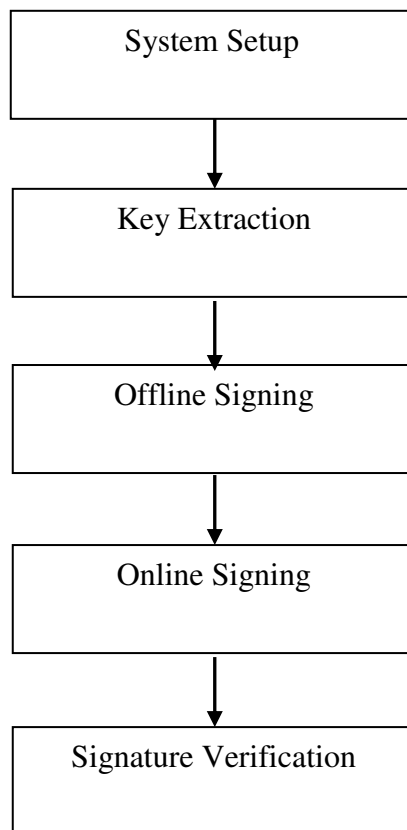 System Setup
Key Extraction
Offline Signing
Online Signing
Signature Verification